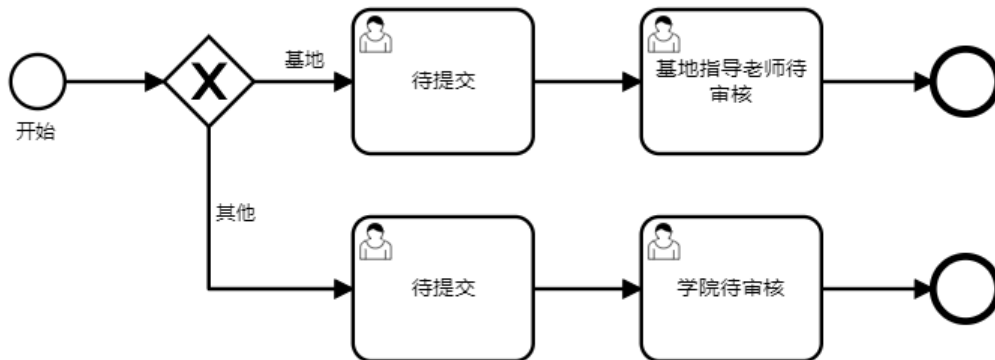 基地
待提交
基地指导老师待
审核
开始
其他
待提交
学院待审核